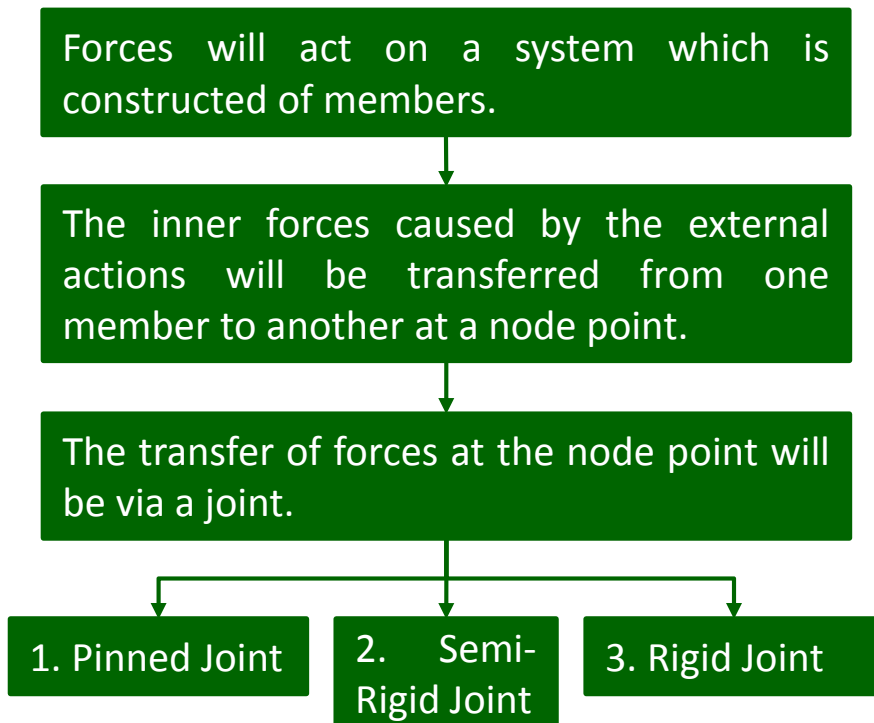 Forces will act on a system which is
constructed of members.
The inner forces caused by the external
actions will be transferred from one
member to another at a node point.
The transfer of forces at the node point will
be via a joint.
1. Pinned Joint
2. Semi-
Rigid Joint
3. Rigid Joint